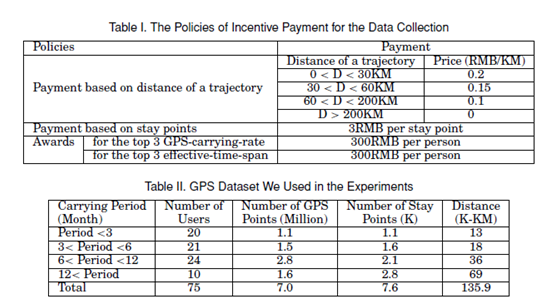 Table I. The Policies of Incentive Payment for the Data Collection
Policies Payment
Payment based on distance of a trajectory Distance of a trajectory Price (RMB/KM)
0 < D < 30KM 0.2
30 < D < 60KM 0.15
60 < D < 200KM 0.1
D > 200KM 0
Payment based on stay points 3RMB per stay point
Awards for the top 3 GPS-carrying-rate 300RMB per person
for the top 3 effective-time-span 300RMB per person
Table II. GPS Dataset We Used in the Experiments
Carrying Period Number of Number of GPS Number of Stay Distance
(Month) Users Points (Million) Points (K) (K-KM)
Period <3 20 1.1 1.1 13
3< Period <6 21 1.5 1.6 18
6< Period <12 24 2.8 2.1 36
12< Period 10 1.6 2.8 69
Total 75 7.0 7.6 135.9